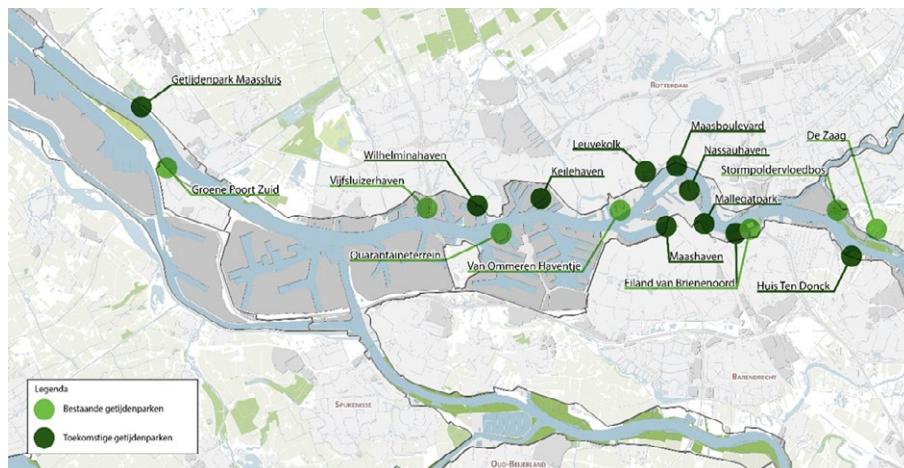 Getijdenpark Maassluis
Groene Poort Zuid
Vijfsluizerhaven
Wilhelminahaven
Quarantaineterrein
Keilehaven
Van Ommeren Haventje
Leuvekolk
Rotterdam
Maasboulevard
Nassauhaven
Mallegatpark
Maashaven
Eiland van Brienenoord
De Zaag
Stormpoldervloedbos
Huis Ten Donck
Barendrecht
Spijkenisse
Oud-Beijerland
Legenda
Bestaande getijdenparken
Toekomstige getijdenparken